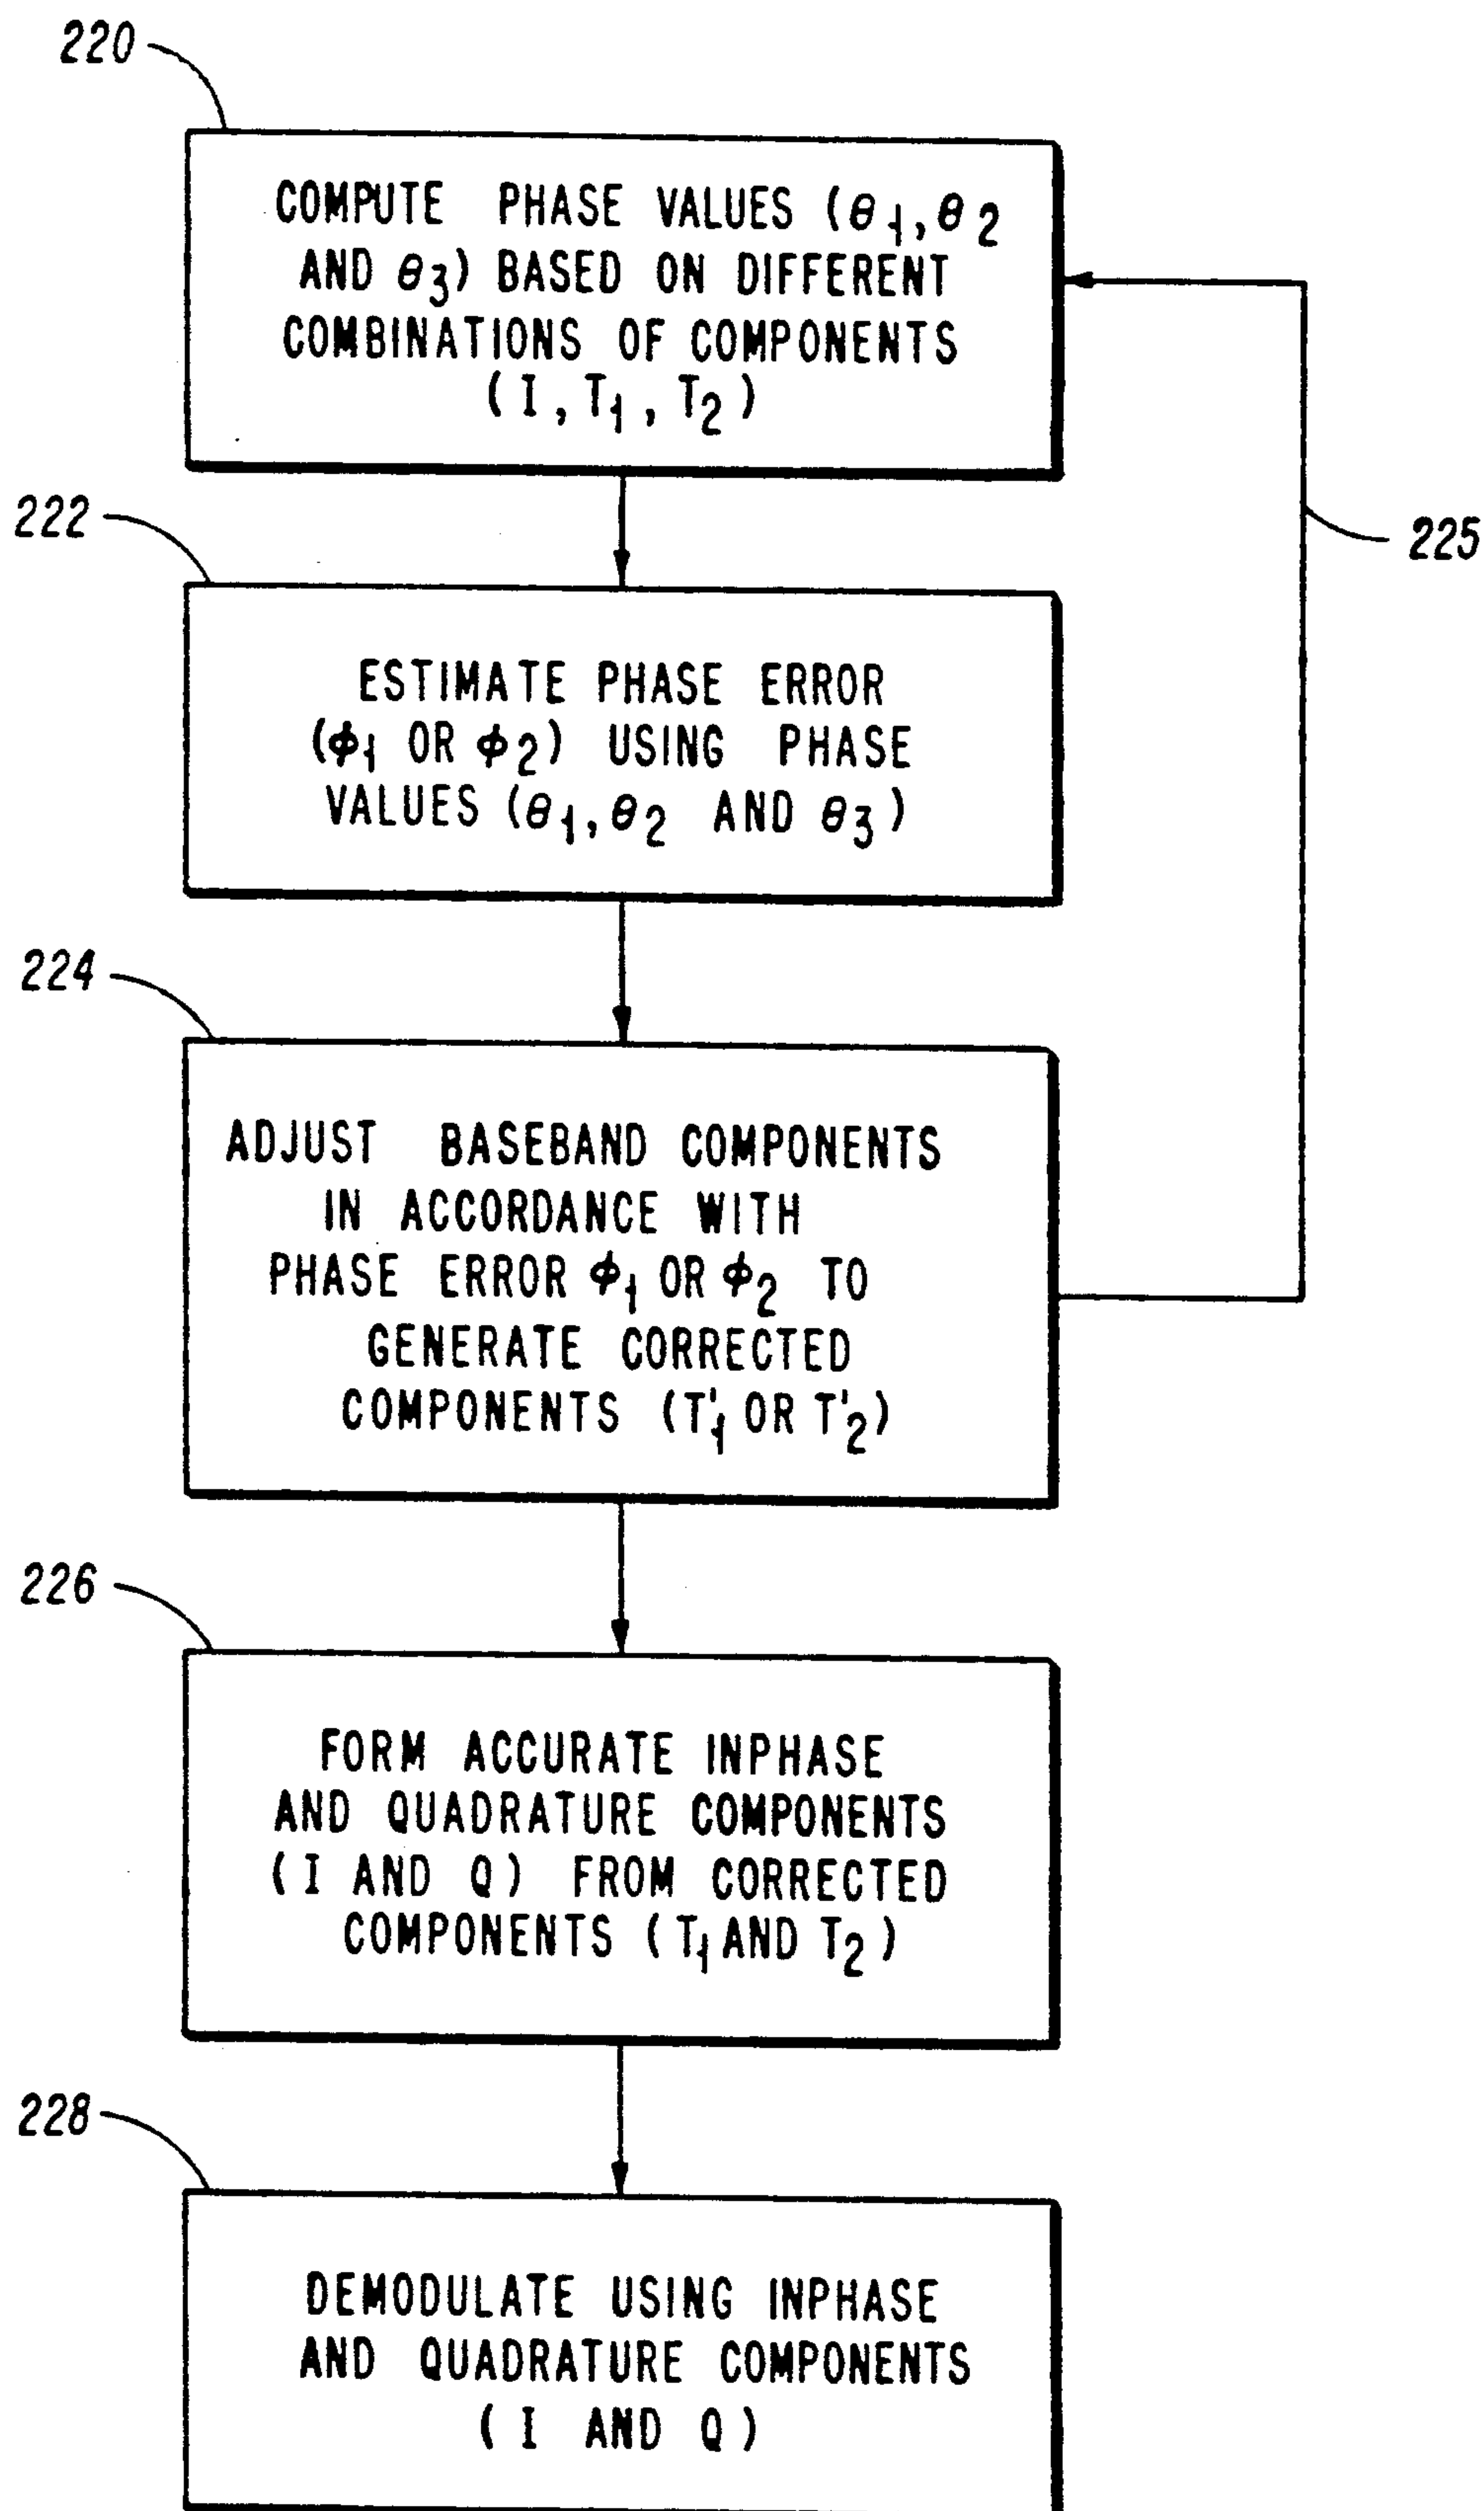 220
COMPUTE PHASE VALUES (θ1, θ2
AND θ3) BASED ON DIFFERENT
COMBINATIONS OF COMPONENTS
(I, T1, T2)
222
225
ESTIMATE PHASE ERROR
(ϕ1 OR ϕ2) USING PHASE
VALUES (θ1, θ2 AND θ3)
224
ADJUST BASEBAND COMPONENTS
IN ACCORDANCE WITH
PHASE ERROR ϕ1 OR ϕ2 TO
GENERATE CORRECTED
COMPONENTS (T'1 OR T'2)
226
FORM ACCURATE INPHASE
AND QUADRATURE COMPONENTS
(I AND Q) FROM CORRECTED
COMPONENTS (T1 AND T2)
228
DEMODULATE USING INPHASE
AND QUADRATURE COMPONENTS
(I AND Q)